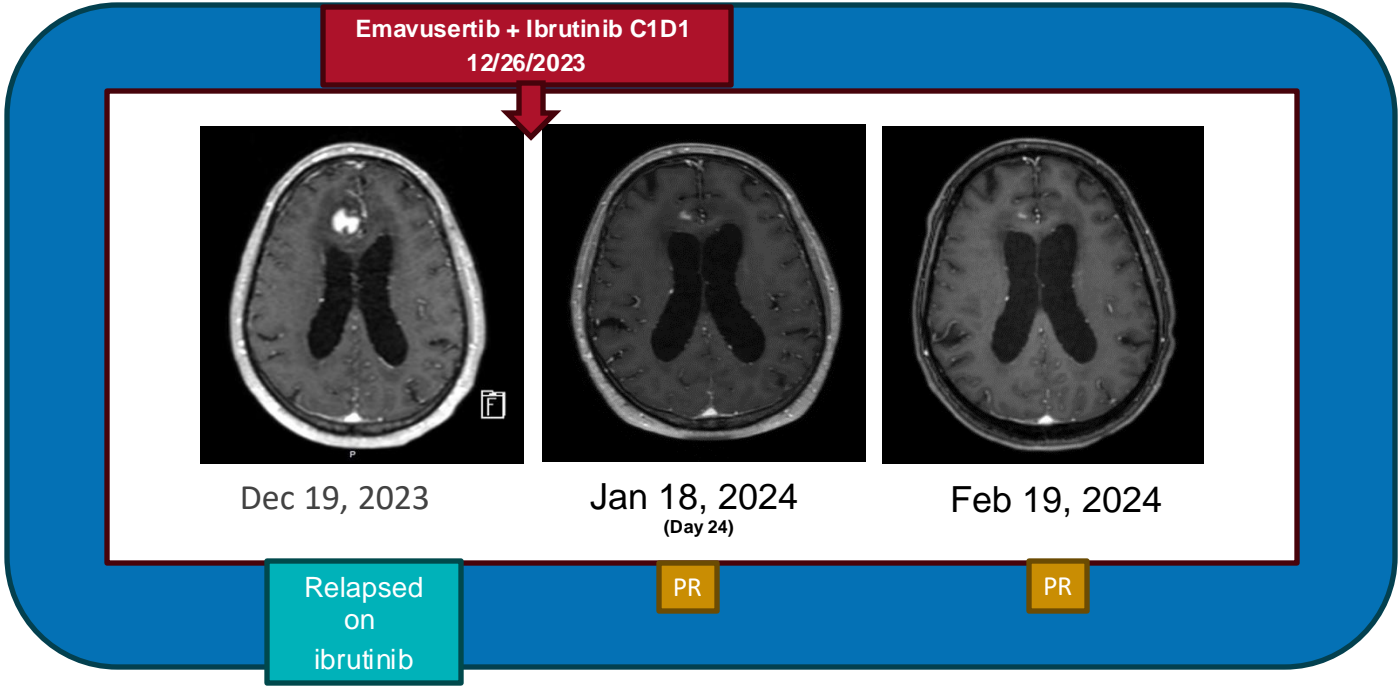 Emavusertib + Ibrutinib C1D1
12/26/2023
F
P
Dec 19, 2023
Jan 18, 2024
(Day 24)
Feb 19, 2024
Relapsed
on
ibrutinib
PR
PR